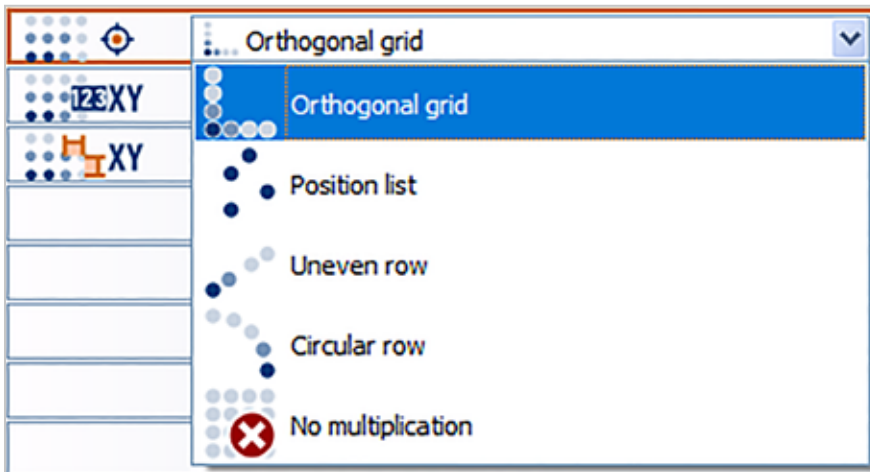 Orthogonal grid
Orthogonal grid
123XY
XY
Position list
Uneven row
Circular row
No multiplication